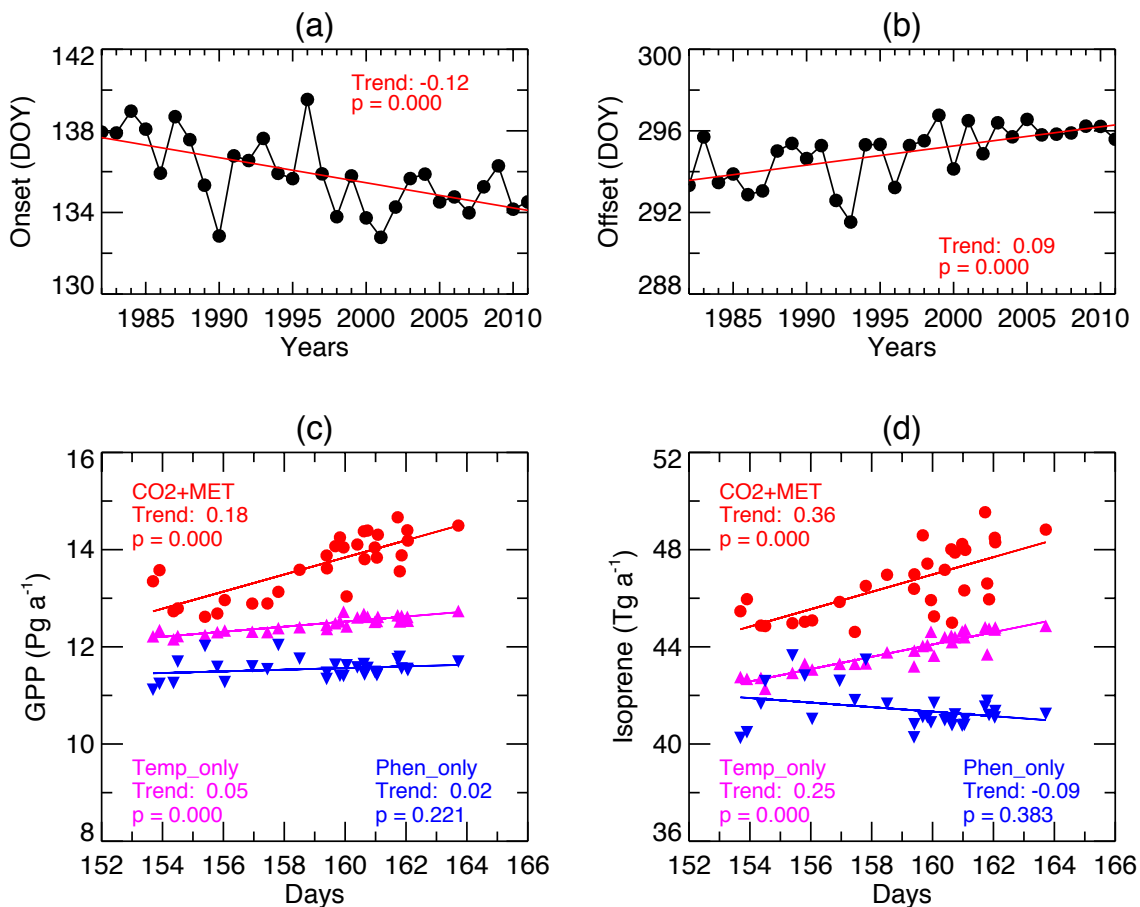 (a)
142
138
134
130
Onset (DOY)
Trend: -0.12
p = 0.000
1985 1990 1995 2000 2005 2010
Years
(b)
300
296
292
288
Offset (DOY)
Trend: 0.09
p = 0.000
1985 1990 1995 2000 2005 2010
Years
(c)
16
14
12
10
8
GPP (Pg a⁻¹)
CO2+MET
Trend: 0.18
p = 0.000
Temp_only
Trend: 0.05
p = 0.000
Phen_only
Trend: 0.02
p = 0.221
152 154 156 158 160 162 164 166
Days
(d)
52
48
44
40
36
Isoprene (Tg a⁻¹)
CO2+MET
Trend: 0.36
p = 0.000
Temp_only
Trend: 0.25
p = 0.000
Phen_only
Trend: -0.09
p = 0.383
152 154 156 158 160 162 164 166
Days